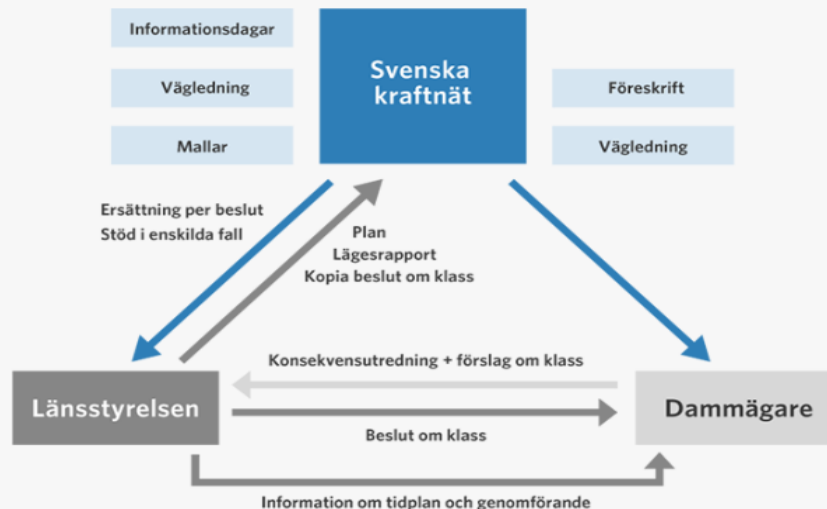 Informationsdagar
Vägledning
Mallar
Svenska
kraftnät
Föreskrift
Vägledning
Ersättning per beslut
Stöd i enskilda fall
Plan
Lägesrapport
Kopia beslut om klass
Konsekvensutredning + förslag om klass
Länsstyrelsen
Dammägare
Beslut om klass
Information om tidplan och genomförande